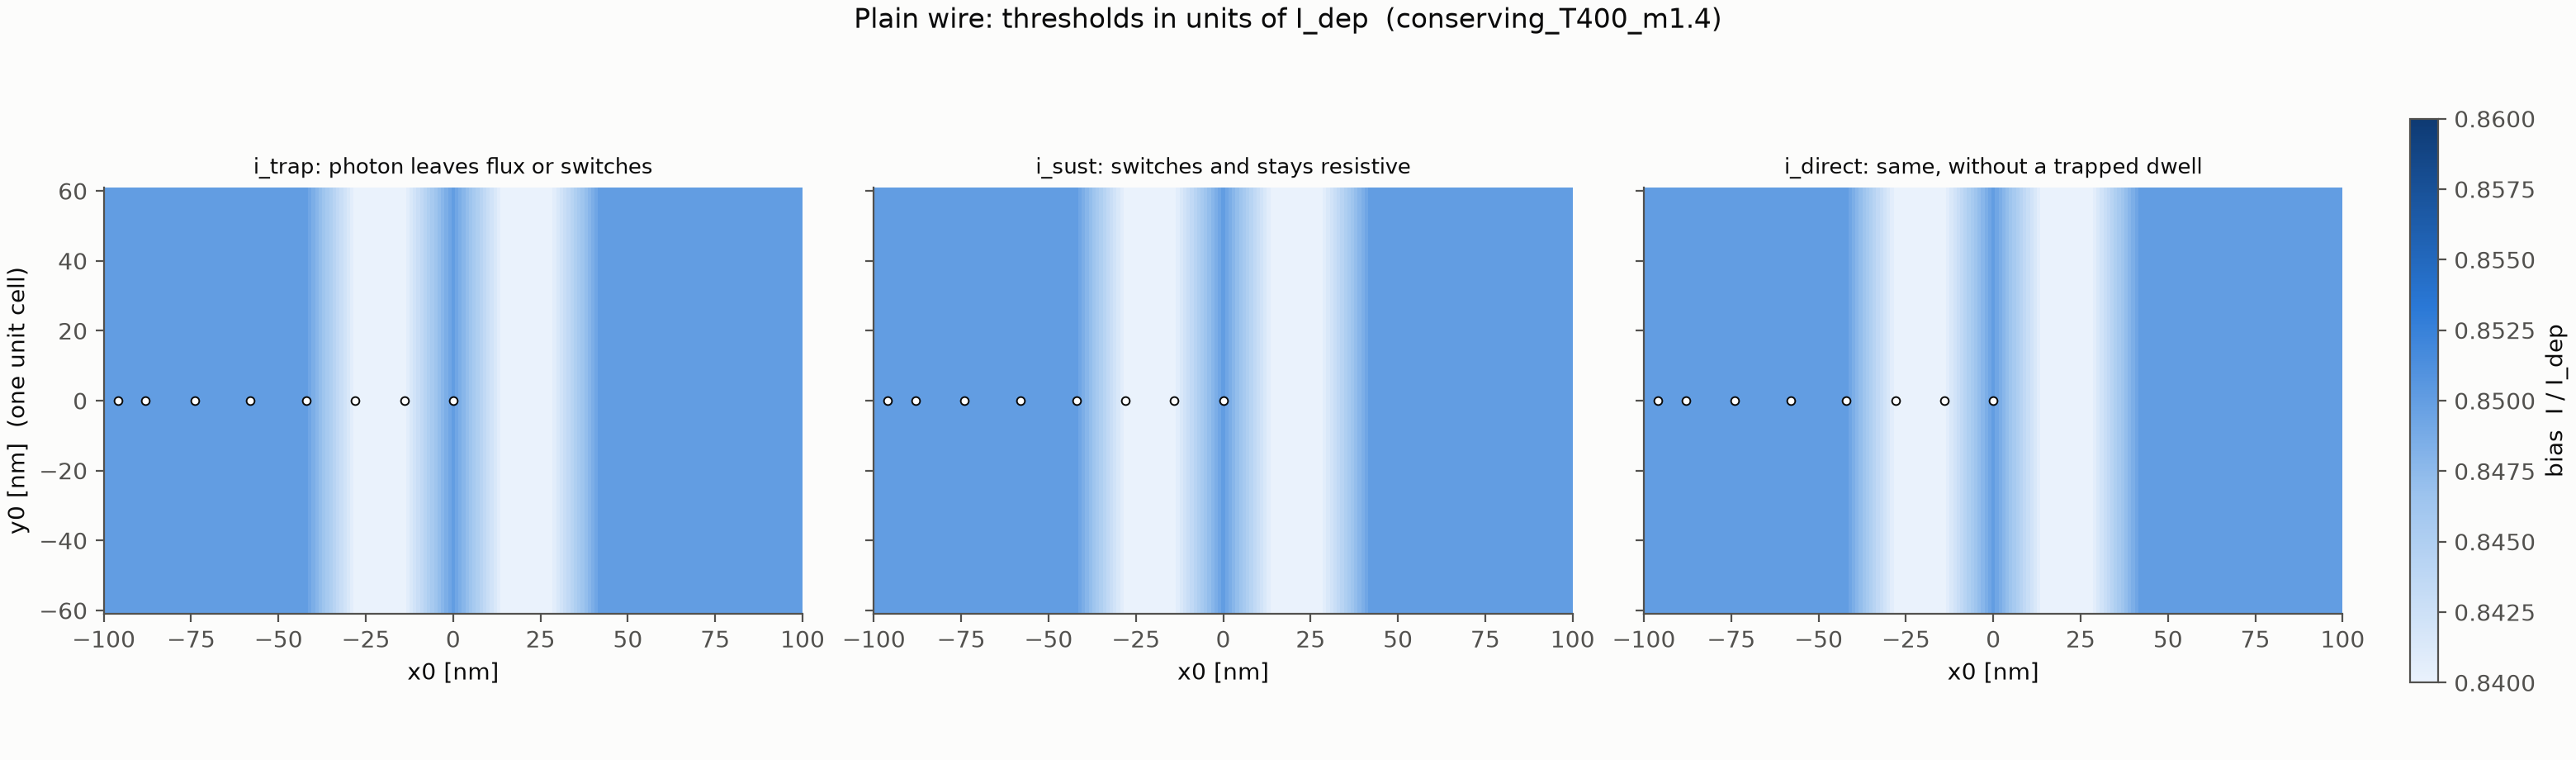 Plain wire: thresholds in units of I_dep (conserving_T400_m1.4)
i_trap: photon leaves flux or switches
i_sust: switches and stays resistive
i_direct: same, without a trapped dwell
y0 [nm] (one unit cell)
60
40
20
0
−20
−40
−60
−100 −75 −50 −25 0 25 50 75 100
x0 [nm]
−100 −75 −50 −25 0 25 50 75 100
x0 [nm]
−100 −75 −50 −25 0 25 50 75 100
x0 [nm]
0.8600
0.8575
0.8550
0.8525
0.8500
0.8475
0.8450
0.8425
0.8400
bias I / I_dep